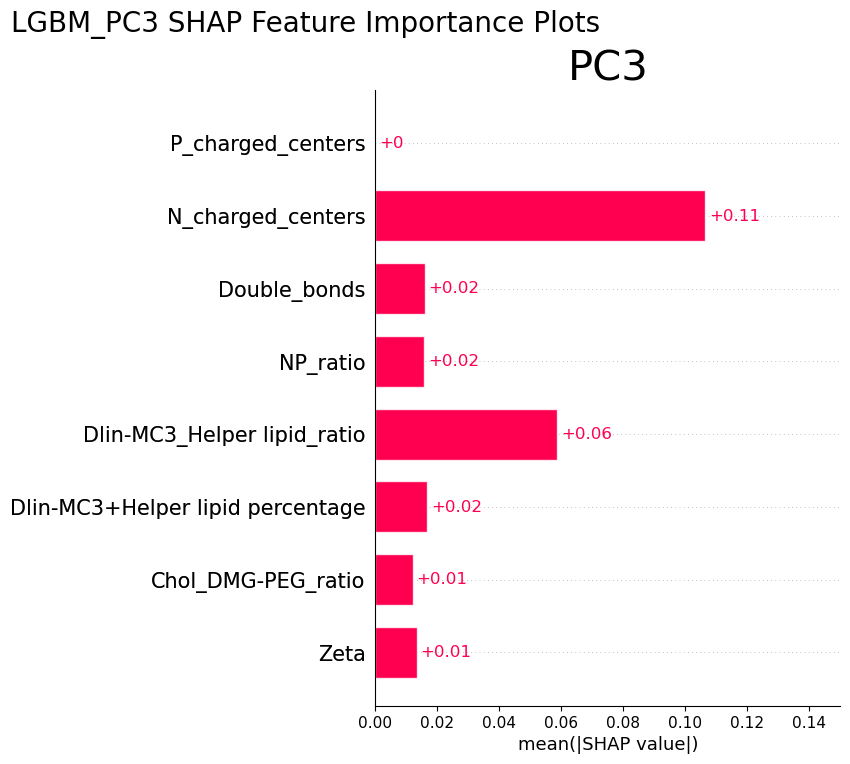 LGBM_PC3 SHAP Feature Importance Plots
PC3
P_charged_centers +0
N_charged_centers +0.11
Double_bonds +0.02
NP_ratio +0.02
Dlin-MC3_Helper lipid_ratio +0.06
Dlin-MC3+Helper lipid percentage +0.02
Chol_DMG-PEG_ratio +0.01
Zeta +0.01
0.00 0.02 0.04 0.06 0.08 0.10 0.12 0.14
mean(|SHAP value|)